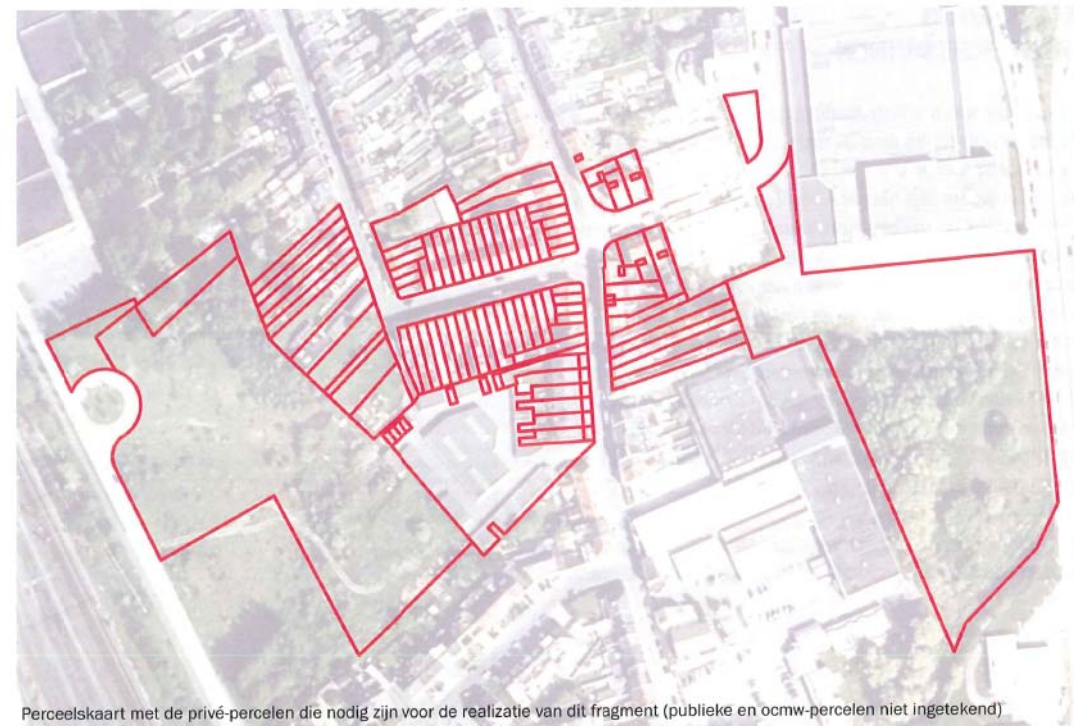 Perceelskaart met de privé-percelen die nodig zijn voor de realizatie van dit fragment (publieke en ocmw-percelen niet ingetekend)